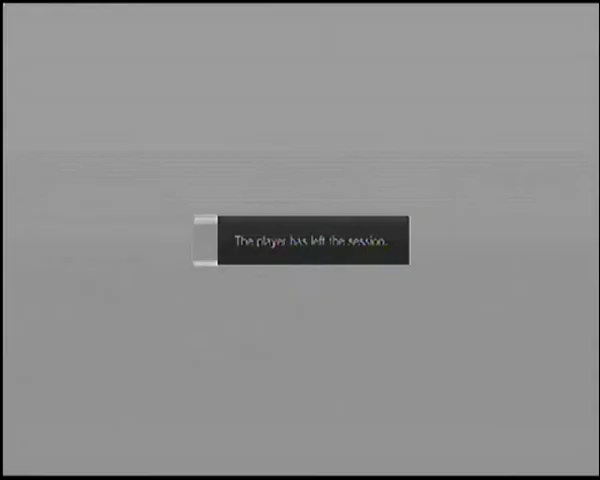 The player has left the session.